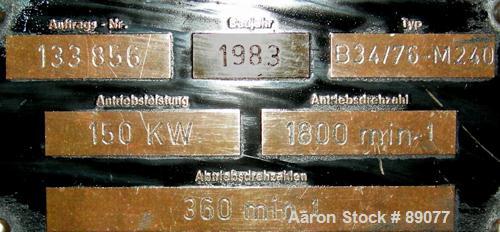 Auftrags - Nr. Baujahr Typ
133 856 1983 B34/76-M240
Antriebsleistung Antriebsdrehzahl
150 KW 1800 min-1
Abtriebsdrehzahlen
360 min-1
Aaron Stock # 89077